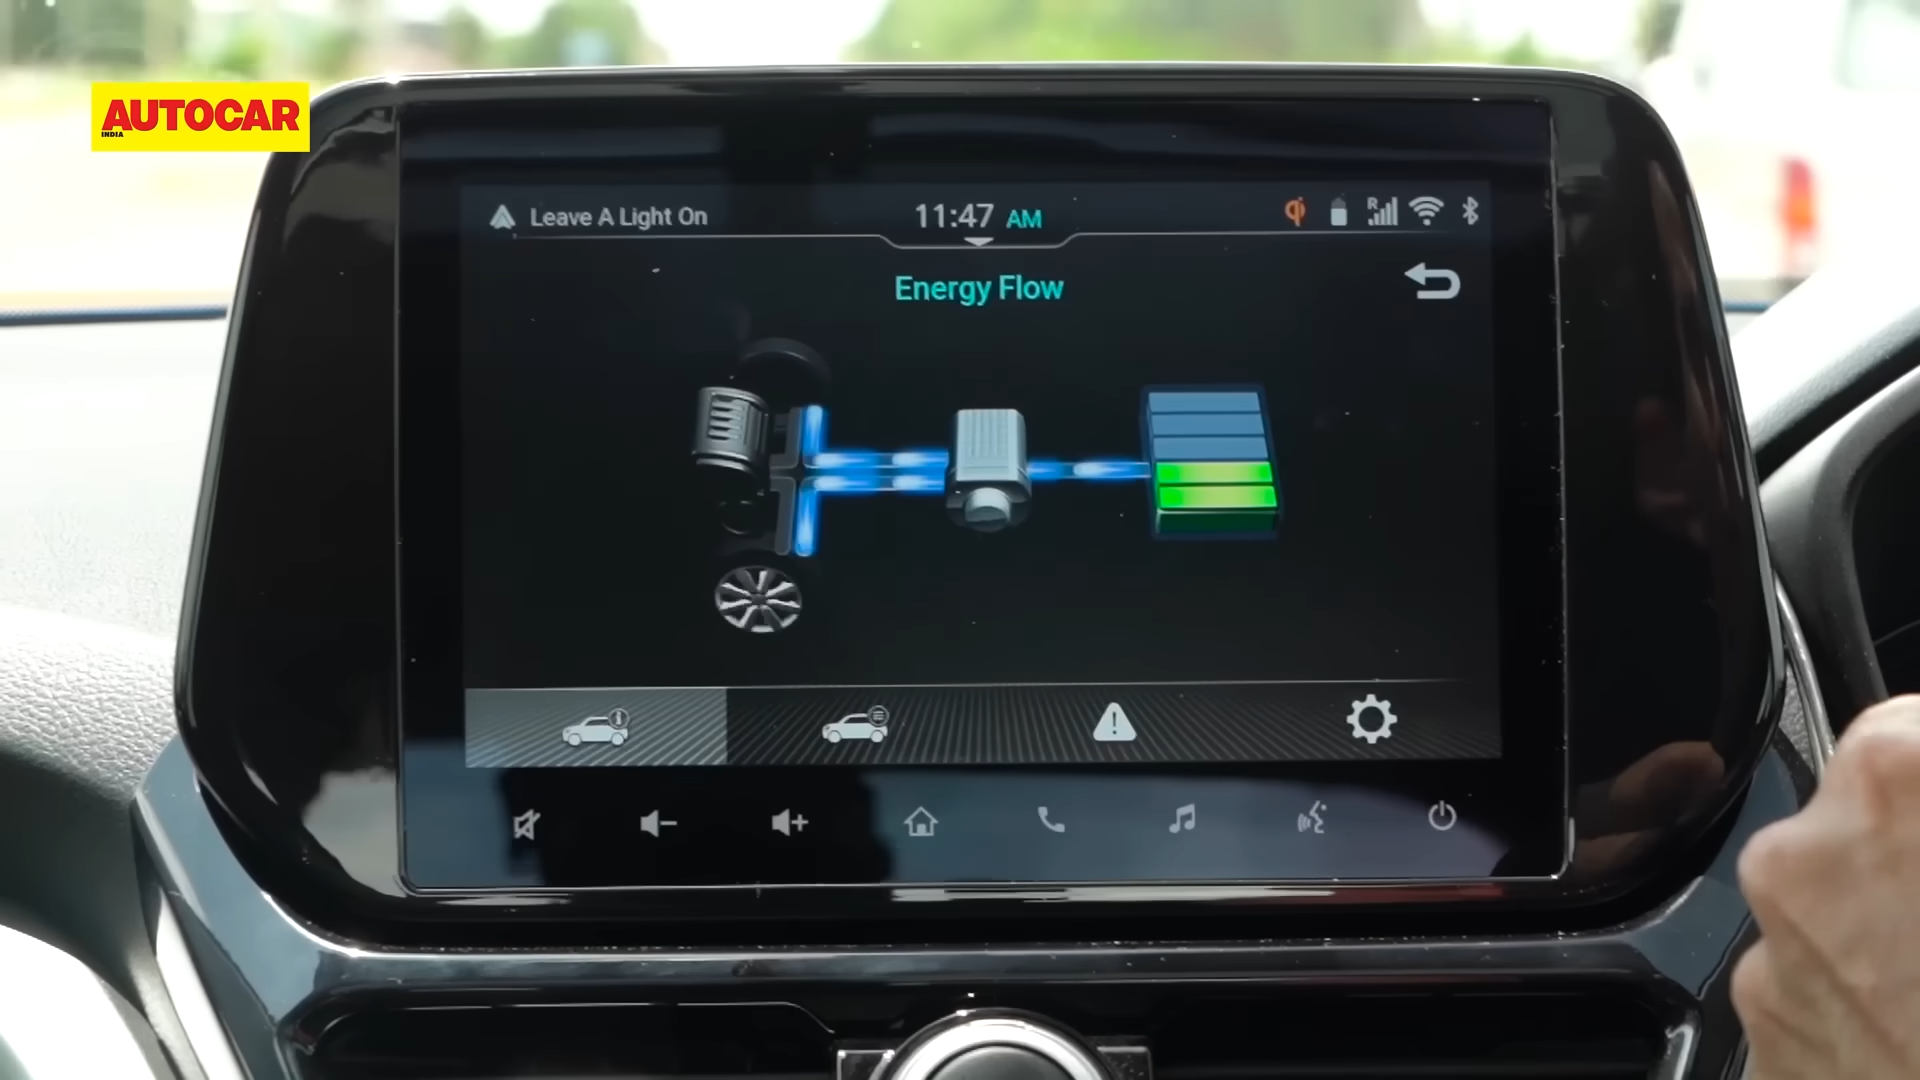 AUTOCAR
INDIA
Leave A Light On
11:47 AM
R
Energy Flow